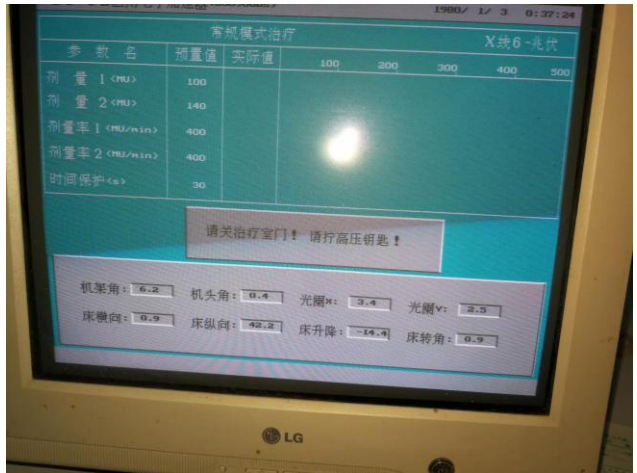 1980/ 1/ 3 0:37:24
常规模式治疗
X线6-兆伏
参 数 名 预置值 实际值 100 200 300 400 500
剂 量 1 <MU> 100
剂 量 2 <MU> 140
剂量率 1 <MU/min> 400
剂量率 2 <MU/min> 400
时间保护<s> 30
请关治疗室门! 请拧高压钥匙!
机架角: 6.2 机头角: 0.4 光阑X: 3.4 光阑Y: 2.5
床横向: 0.9 床纵向: 42.2 床升降: -14.4 床转角: 0.9
LG